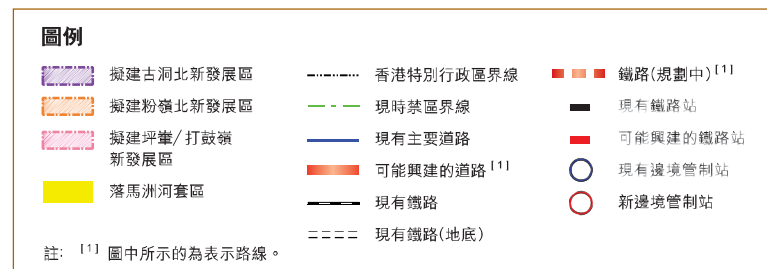 圖例
擬建古洞北新發展區
擬建粉嶺北新發展區
擬建坪輋/打鼓嶺
新發展區
落馬洲河套區
香港特別行政區界線
現時禁區界線
現有主要道路
可能興建的道路[1]
現有鐵路
現有鐵路(地底)
鐵路(規劃中)[1]
現有鐵路站
可能興建的鐵路站
現有邊境管制站
新邊境管制站
註: [1] 圖中所示的為表示路線。